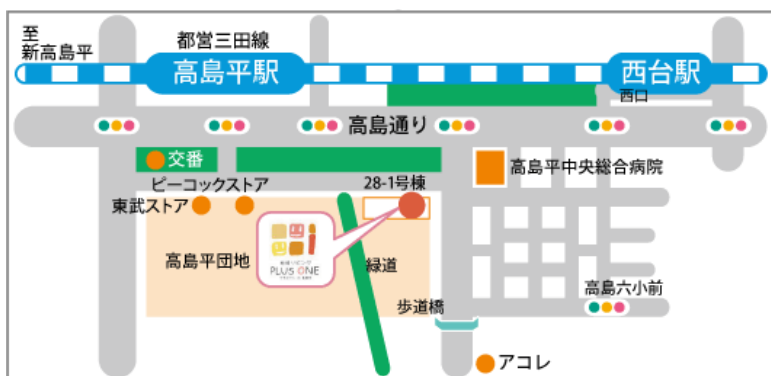 至
新高島平
都営三田線
高島平駅
西台駅
西口
高島通り
交番
ピーコックストア
28-1号棟
高島平中央総合病院
東武ストア
高島平団地
PLUS ONE
緑道
高島六小前
歩道橋
アコレ